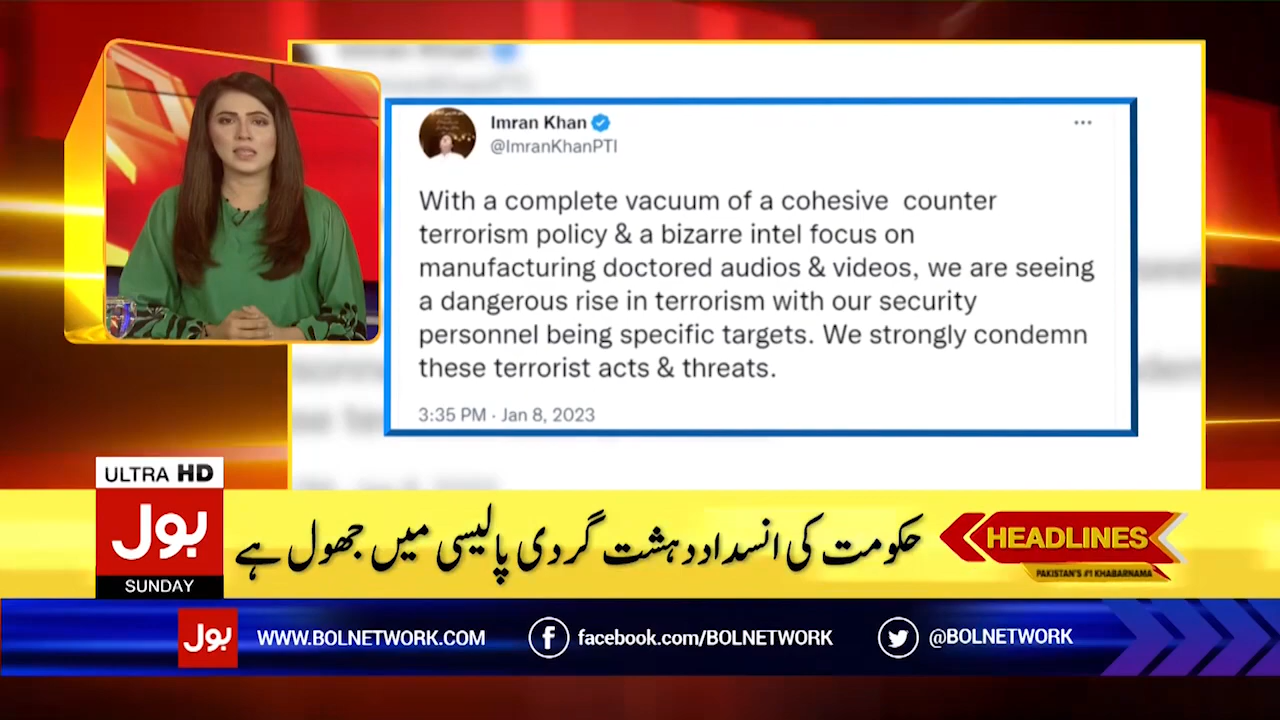 Imran Khan
@ImranKhanPTI
With a complete vacuum of a cohesive counter
terrorism policy & a bizarre intel focus on
manufacturing doctored audios & videos, we are seeing
a dangerous rise in terrorism with our security
personnel being specific targets. We strongly condemn
these terrorist acts & threats.
3:35 PM · Jan 8, 2023
ULTRA HD
بول
SUNDAY
حکومت کی انسداد دہشت گردی پالیسی میں جھول ہے
HEADLINES
PAKISTAN'S #1 KHABARNAMA
بول
WWW.BOLNETWORK.COM
facebook.com/BOLNETWORK
@BOLNETWORK